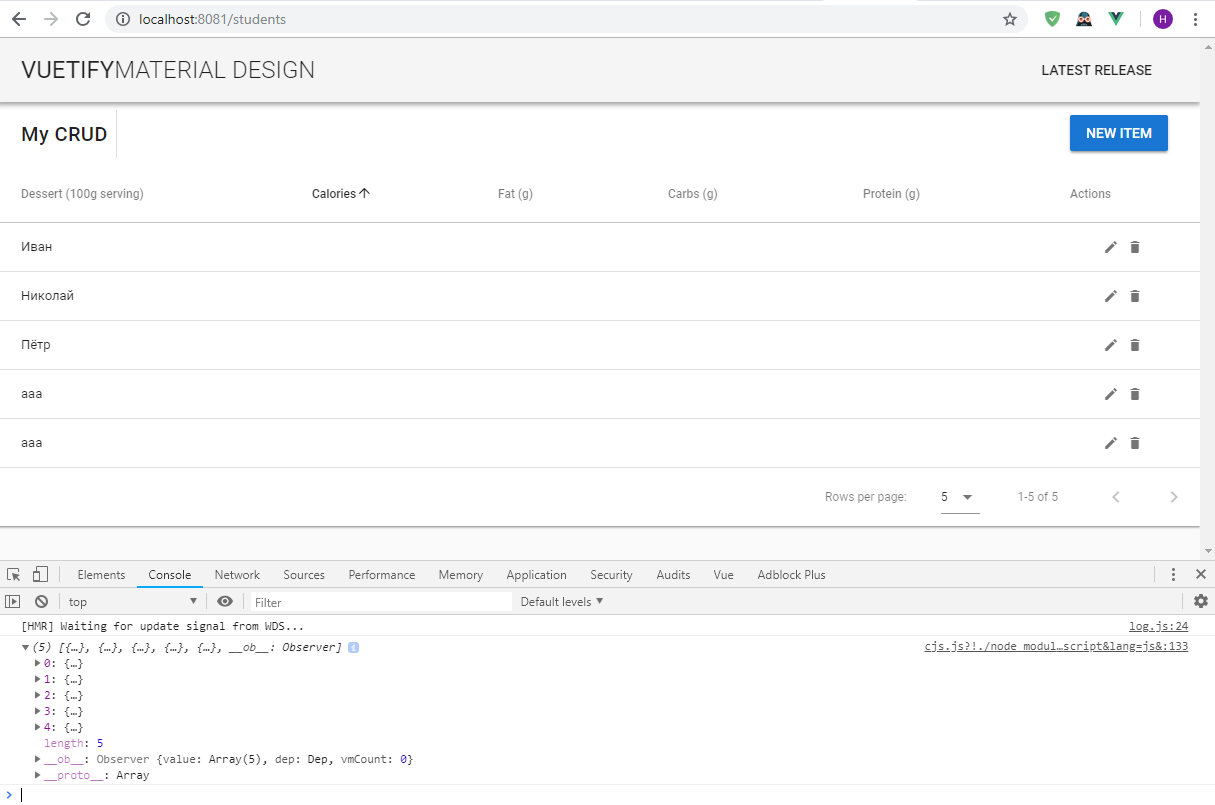 localhost:8081/students
H
VUETIFYMATERIAL DESIGN
LATEST RELEASE
My CRUD
NEW ITEM
Dessert (100g serving) Calories Fat (g) Carbs (g) Protein (g) Actions
Иван
Николай
Пётр
ааа
ааа
Rows per page: 5 1-5 of 5
Elements Console Network Sources Performance Memory Application Security Audits Vue Adblock Plus
top Filter Default levels
[HMR] Waiting for update signal from WDS... log.js:24
(5) [{…}, {…}, {…}, {…}, {…}, __ob__: Observer] i cjs.js?!./node_modul…script&lang=js&:133
0: {…}
1: {…}
2: {…}
3: {…}
4: {…}
length: 5
__ob__: Observer {value: Array(5), dep: Dep, vmCount: 0}
__proto__: Array